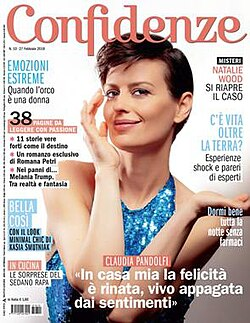 Confidenze
N. 10 - 27 Febbraio 2018
EMOZIONI
ESTREME
Quando l'orco
è una donna
38 PAGINE DA
LEGGERE CON PASSIONE
• 11 storie vere
forti come il destino
• Un romanzo esclusivo
di Romana Petri
• Nei panni di...
Melania Trump.
Tra realtà e fantasia
BELLA
COSÌ
CON IL LOOK
MINIMAL CHIC DI
KASIA SMUTNIAK
IN CUCINA
LE SORPRESE DEL
SEDANO RAPA
MISTERI
NATALIE
WOOD
SI RIAPRE
IL CASO
C'È VITA
OLTRE
LA TERRA?
Esperienze
shock e pareri
di esperti
Dormi bene
tutta la
notte senza
farmaci
CLAUDIA PANDOLFI
«In casa mia la felicità
è rinata, vivo appagata
dai sentimenti»